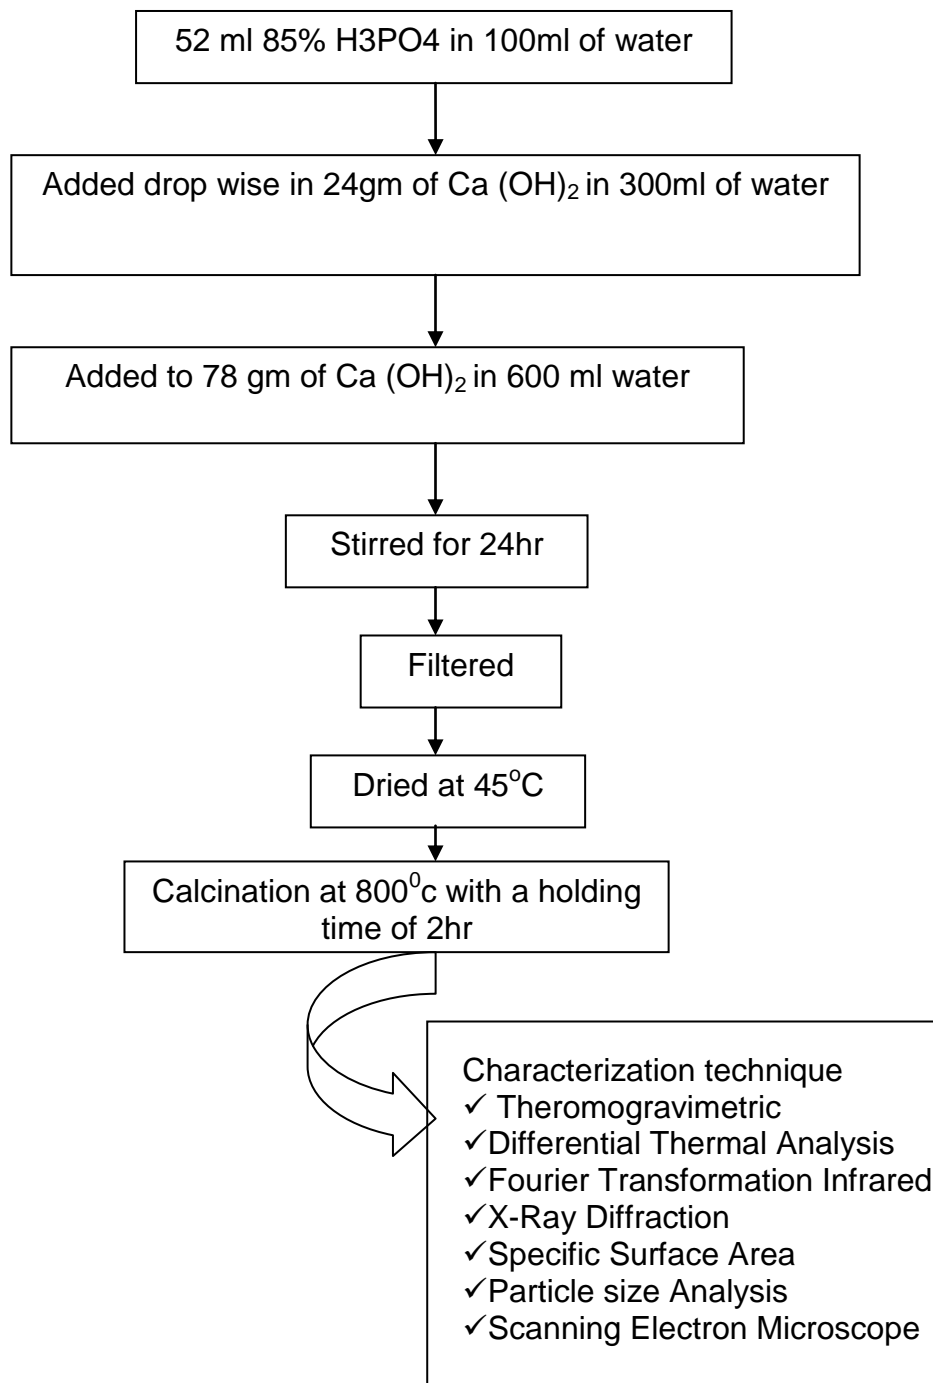 52 ml 85% H3PO4 in 100ml of water
Added drop wise in 24gm of Ca (OH)₂ in 300ml of water
Added to 78 gm of Ca (OH)₂ in 600 ml water
Stirred for 24hr
Filtered
Dried at 45°C
Calcination at 800⁰c with a holding
time of 2hr
Characterization technique
✓ Theromogravimetric
✓Differential Thermal Analysis
✓Fourier Transformation Infrared
✓X-Ray Diffraction
✓Specific Surface Area
✓Particle size Analysis
✓Scanning Electron Microscope